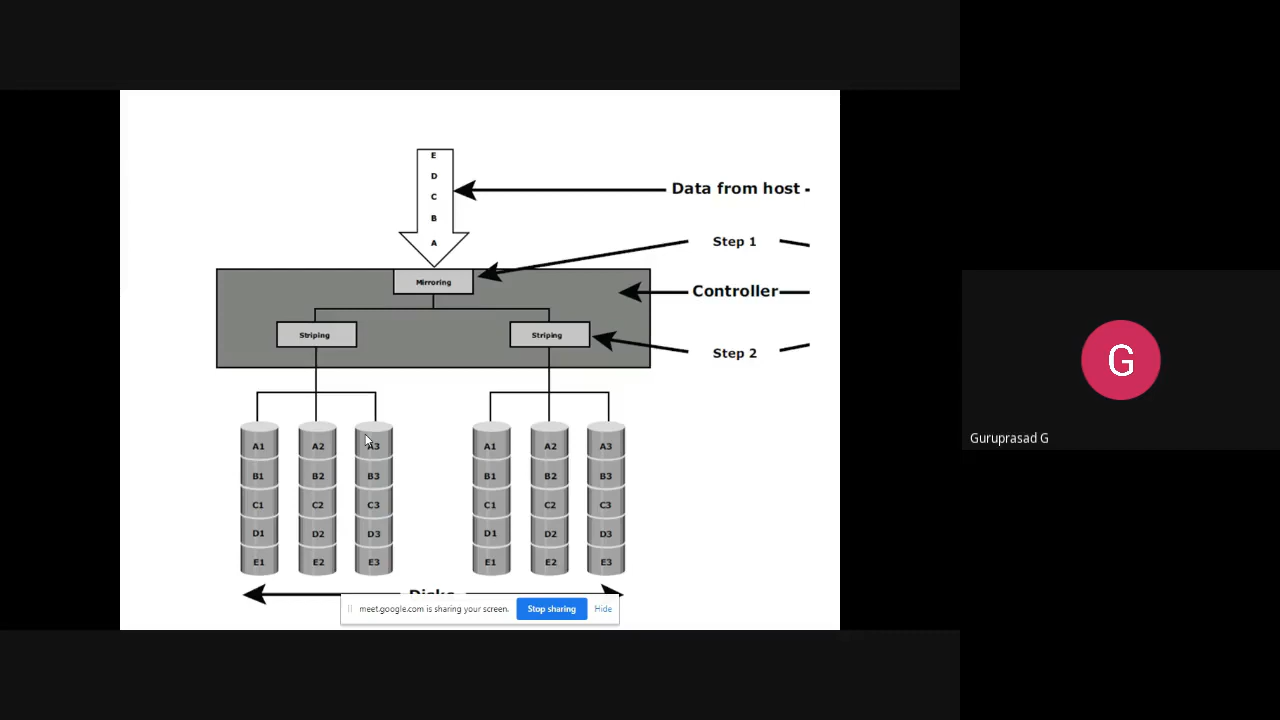 E
D
C
B
A
Data from host -
Step 1
Mirroring
Controller
Striping Striping
Step 2
A1 A2 A3 A1 A2 A3
B1 B2 B3 B1 B2 B3
C1 C2 C3 C1 C2 C3
D1 D2 D3 D1 D2 D3
E1 E2 E3 E1 E2 E3
Disks
meet.google.com is sharing your screen. Stop sharing Hide
G
Guruprasad G